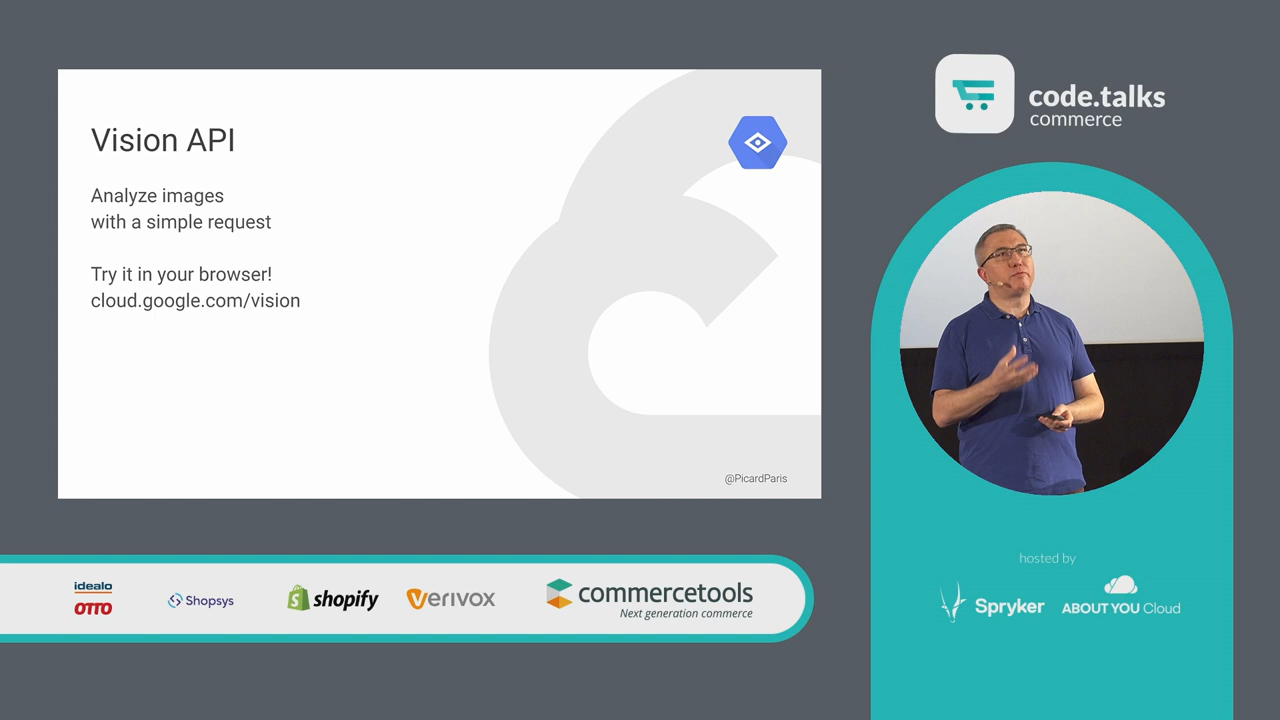 Vision API
Analyze images
with a simple request
Try it in your browser!
cloud.google.com/vision
@PicardParis
code.talks
commerce
hosted by
Spryker
ABOUT YOU Cloud
idealo
OTTO
Shopsys
shopify
Verivox
commercetools
Next generation commerce